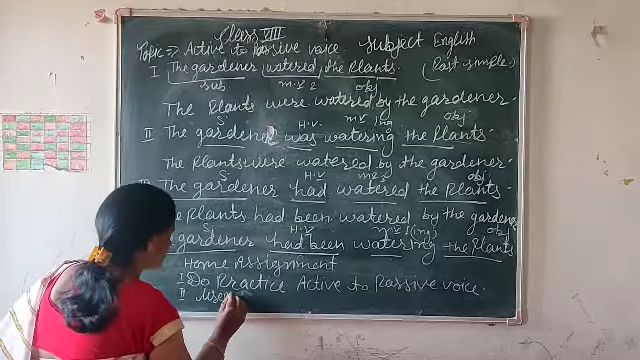 Class VIII
Topic ⇒ Active to passive voice. Subject English
I The gardener, watered, the Plants. (Past simple)
sub m.v 2 obj
The Plants were watered by the gardener.
S. H.V. m.v ing obj.
II The gardener was watering the Plants.
The Plants were watered by the gardener.
S. H.V m.v 3 obj.
The gardener had watered the Plants.
The Plants had been watered by the gardener
S. H.V m.v I (ing) obj
gardener had been watering the Plants
Home Assignment
I Do Practice Active to Passive voice.
II Use